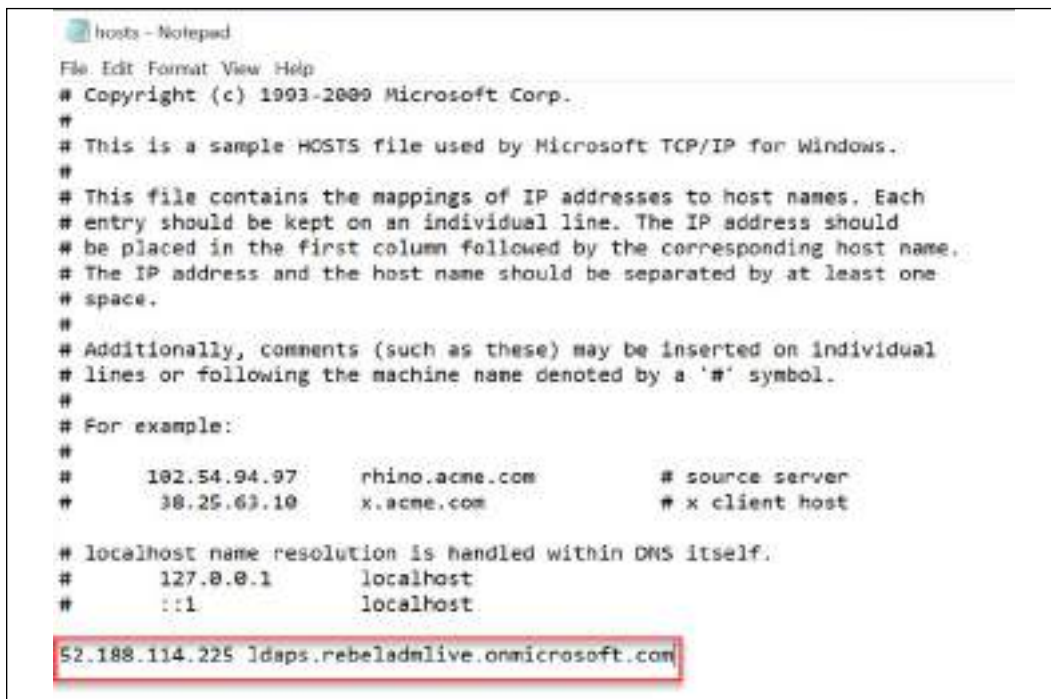 hosts - Notepad
File Edit Format View Help
# Copyright (c) 1993-2009 Microsoft Corp.
#
# This is a sample HOSTS file used by Microsoft TCP/IP for Windows.
#
# This file contains the mappings of IP addresses to host names. Each
# entry should be kept on an individual line. The IP address should
# be placed in the first column followed by the corresponding host name.
# The IP address and the host name should be separated by at least one
# space.
#
# Additionally, comments (such as these) may be inserted on individual
# lines or following the machine name denoted by a '#' symbol.
#
# For example:
#
#      102.54.94.97     rhino.acme.com          # source server
#       38.25.63.10     x.acme.com              # x client host

# localhost name resolution is handled within DNS itself.
#       127.0.0.1       localhost
#       ::1             localhost

52.188.114.225 ldaps.rebeladmlive.onmicrosoft.com